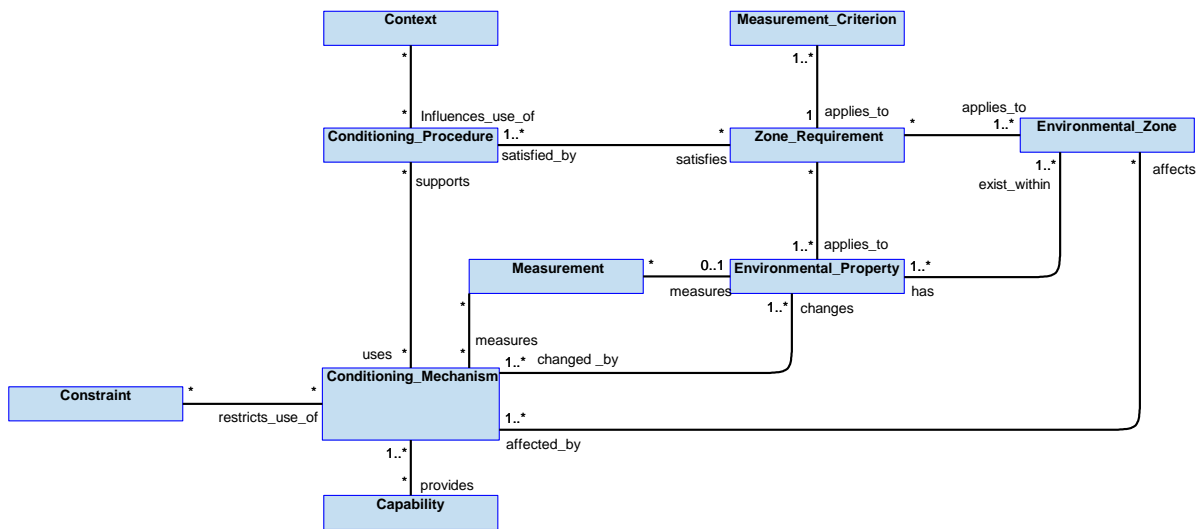 Context
Measurement_Criterion
*
1..*
*
Influences_use_of
1
applies_to
applies_to
Conditioning_Procedure
1..*
*
Zone_Requirement
*
1..*
Environmental_Zone
satisfied_by
satisfies
*
supports
*
1..*
exist_within
*
affects
1..*
applies_to
Measurement
*
0..1
Environmental_Property
1..*
measures
has
*
1..*
changes
measures
uses
*
*
1..*
changed _by
Conditioning_Mechanism
Constraint
*
*
restricts_use_of
1..*
affected_by
1..*
*
provides
Capability